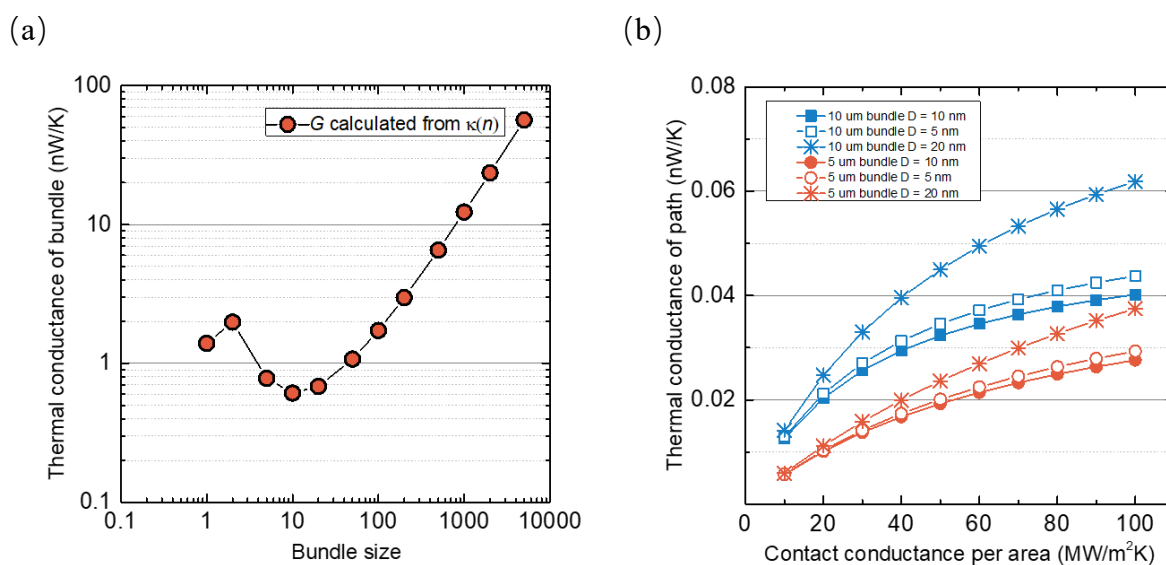 (a)
Thermal conductance of bundle (nW/K)
100
10
1
0.1
G calculated from κ(n)
0.1 1 10 100 1000 10000
Bundle size
(b)
Thermal conductance of path (nW/K)
0.08
0.06
0.04
0.02
10 um bundle D = 10 nm
10 um bundle D = 5 nm
10 um bundle D = 20 nm
5 um bundle D = 10 nm
5 um bundle D = 5 nm
5 um bundle D = 20 nm
0 20 40 60 80 100
Contact conductance per area (MW/m²K)